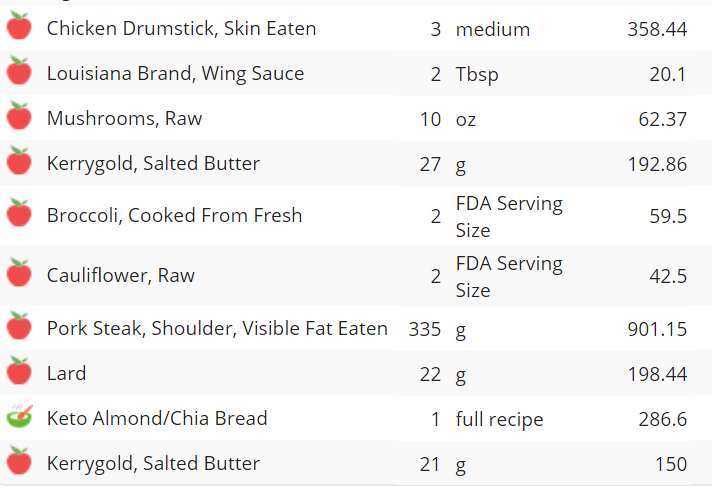 Chicken Drumstick, Skin Eaten 3 medium 358.44
Louisiana Brand, Wing Sauce 2 Tbsp 20.1
Mushrooms, Raw 10 oz 62.37
Kerrygold, Salted Butter 27 g 192.86
Broccoli, Cooked From Fresh 2 FDA Serving Size 59.5
Cauliflower, Raw 2 FDA Serving Size 42.5
Pork Steak, Shoulder, Visible Fat Eaten 335 g 901.15
Lard 22 g 198.44
Keto Almond/Chia Bread 1 full recipe 286.6
Kerrygold, Salted Butter 21 g 150